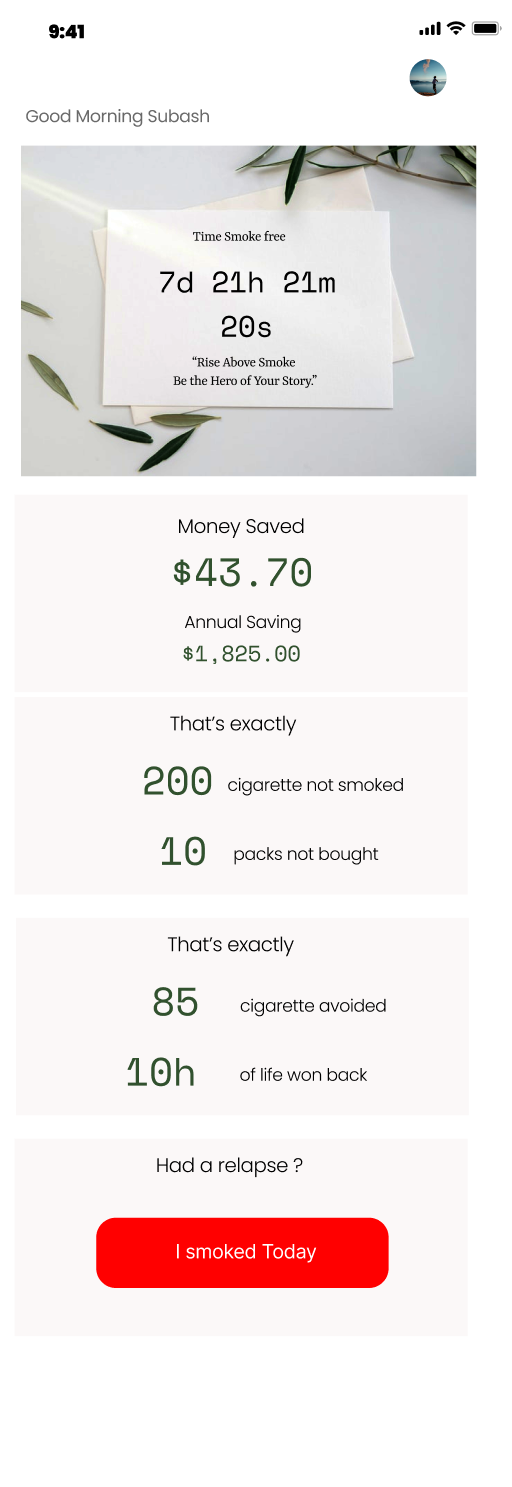 9:41
Good Morning Subash
Time Smoke free
7d 21h 21m
20s
“Rise Above Smoke
Be the Hero of Your Story.”
Money Saved
$43.70
Annual Saving
$1,825.00
That’s exactly
200 cigarette not smoked
10 packs not bought
That’s exactly
85 cigarette avoided
10h of life won back
Had a relapse ?
I smoked Today